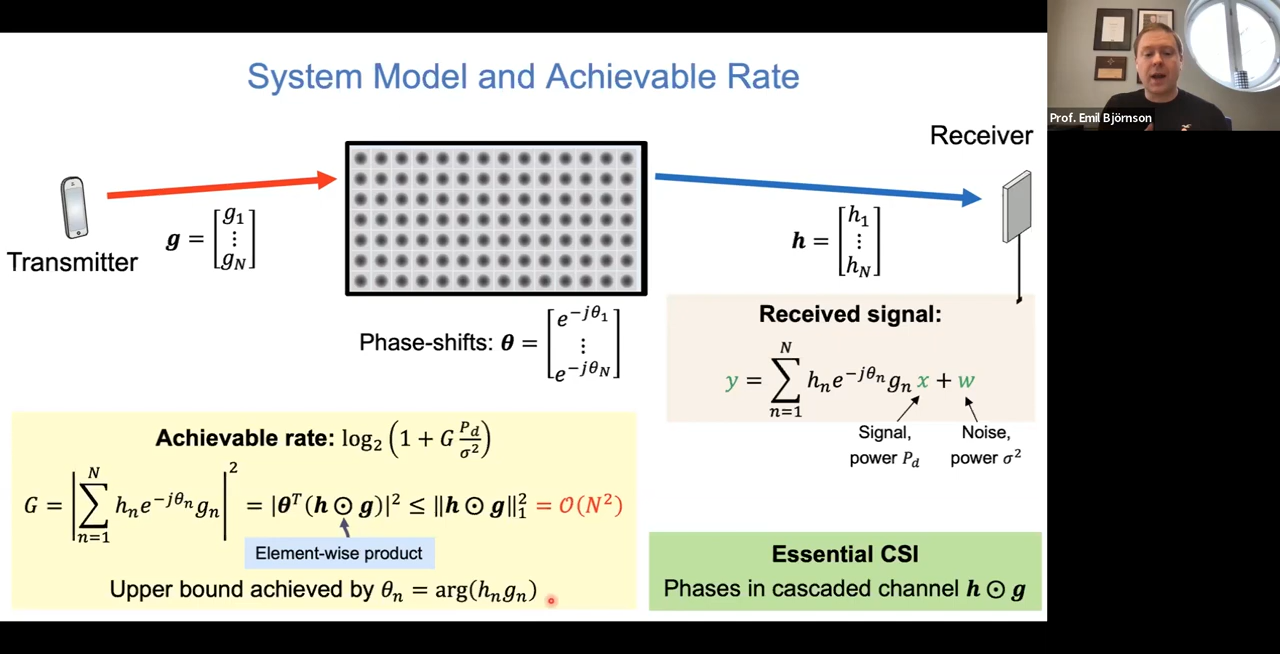 System Model and Achievable Rate
Prof. Emil Björnson
Receiver
Transmitter
g = [g₁ ⋮ g_N]
h = [h₁ ⋮ h_N]
Phase-shifts: θ = [e^{-jθ₁} ⋮ e^{-jθ_N}]
Received signal:
y = ∑_{n=1}^{N} h_n e^{-jθ_n} g_n x + w
Signal,
power P_d
Noise,
power σ²
Achievable rate: log₂(1 + G P_d/σ²)
G = |∑_{n=1}^{N} h_n e^{-jθ_n} g_n|² = |θ^T(h ⊙ g)|² ≤ ‖h ⊙ g‖₁² = O(N²)
Element-wise product
Upper bound achieved by θ_n = arg(h_n g_n)
Essential CSI
Phases in cascaded channel h ⊙ g